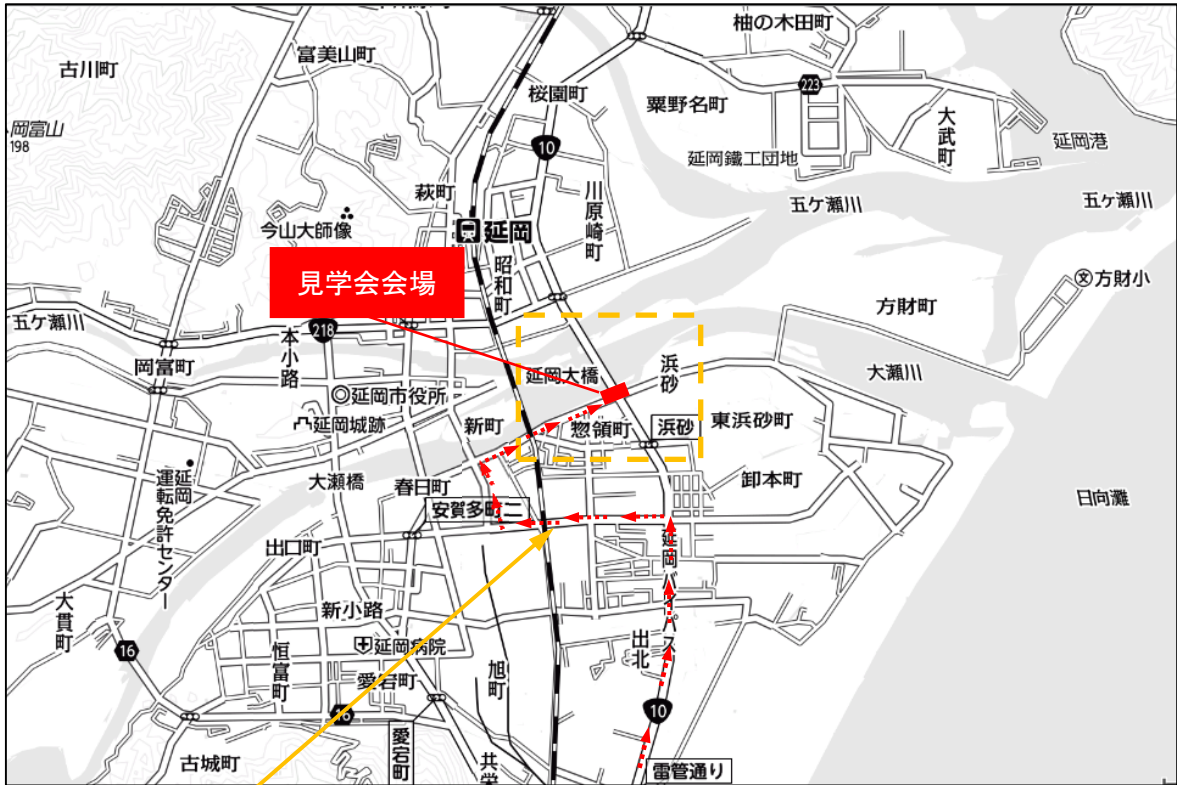 柚の木田町
古川町
富美山町
223
桜園町
粟野名町
大武町
岡富山
198
延岡港
10
延岡鐵工団地
萩町
川原崎町
五ケ瀬川
五ケ瀬川
今山大師像
延岡
昭和町
見学会会場
文
方財小
方財町
五ケ瀬川
218
本小路
岡富町
延岡大橋
浜砂
大瀬川
延岡市役所
延岡城跡
新町
惣領町
浜砂
東浜砂町
延岡
運転免許センター
大瀬橋
春日町
卸本町
日向灘
安賀多町二
出口町
延岡バイパス
新小路
大貫町
16
恒富町
延岡病院
旭町
出北
愛宕町
16
10
愛宕町
古城町
共栄
雷管通り